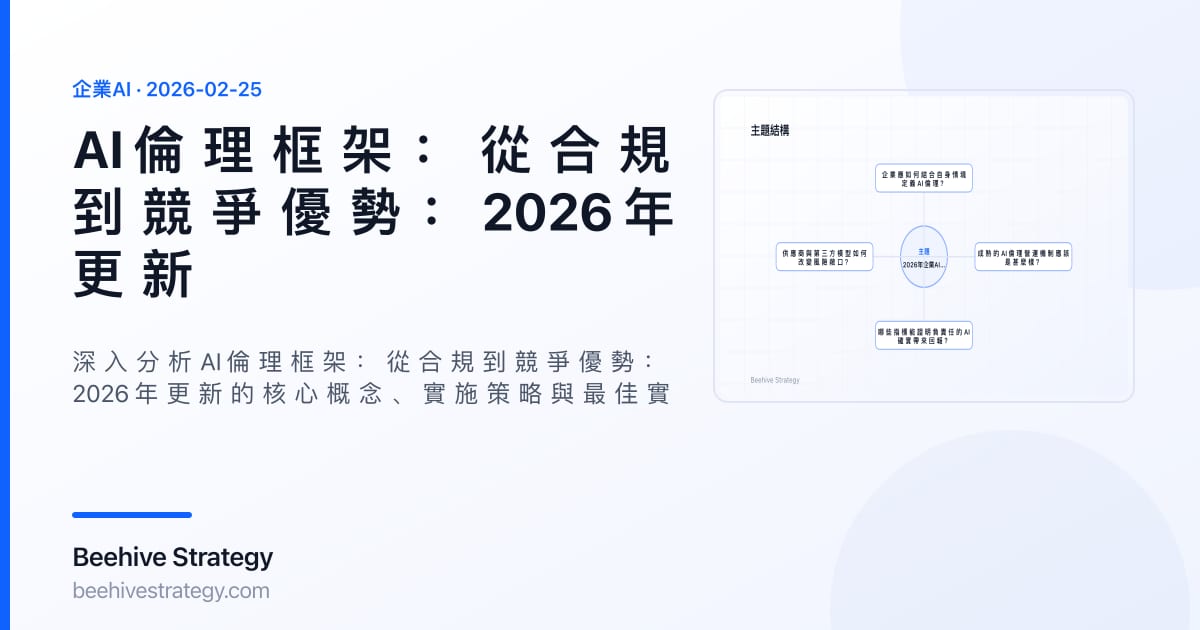 企業AI · 2026-02-25
AI倫理框架：從合規
到競爭優勢：2026年
更新
深入分析AI倫理框架：從合規到競爭優勢：
2026年更新的核心概念、實施策略與最佳實
Beehive Strategy
beehivestrategy.com
主題結構
企業應如何結合自身情境
定義AI倫理？
供應商與第三方模型如何
改變風險敞口？
主題
2026年企業AI...
成熟的AI倫理營運機制應該
是甚麼樣？
哪些指標能證明負責任的AI
確實帶來回報？
Beehive Strategy